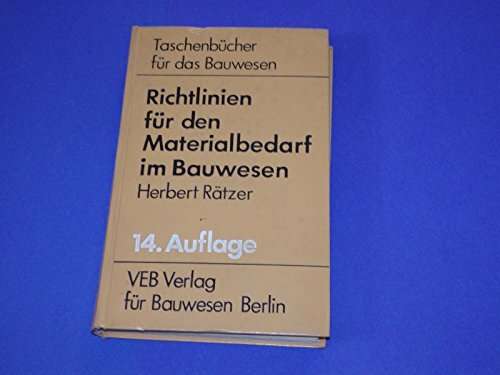 Taschenbücher
für das Bauwesen
Richtlinien
für den
Materialbedarf
im Bauwesen
Herbert Rätzer
14. Auflage
VEB Verlag
für Bauwesen Berlin